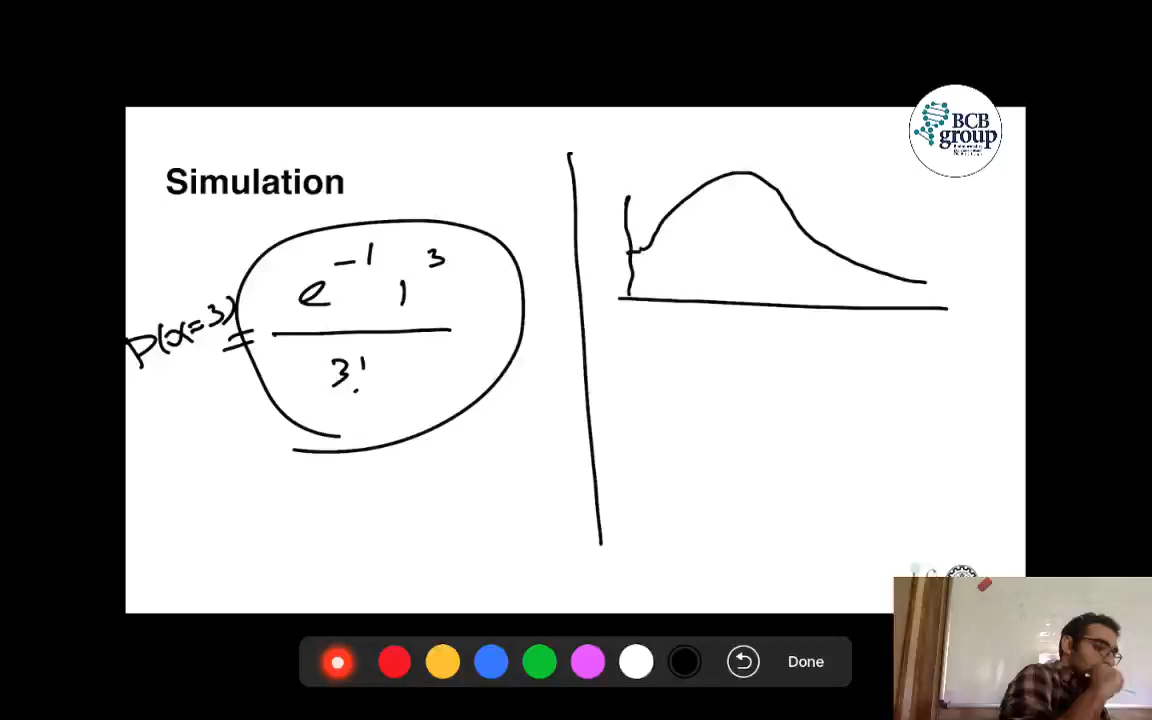 BCB
group
Simulation
P(x=3) = e^{-1} 1^{3} / 3!
Done